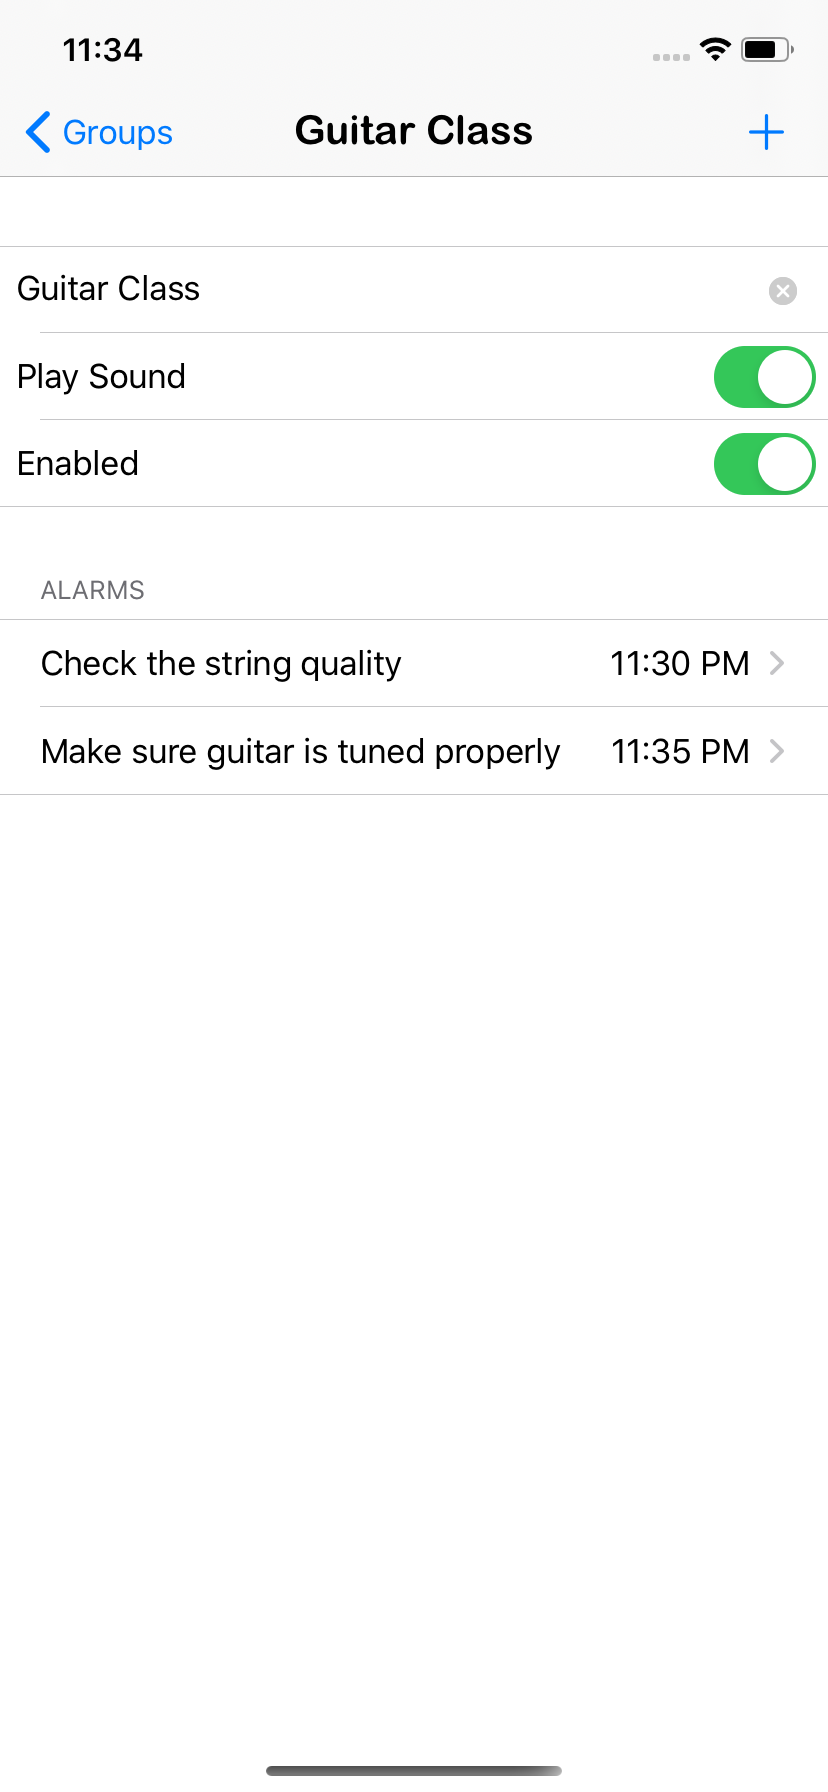 11:34
Groups Guitar Class
Guitar Class
Play Sound
Enabled
ALARMS
Check the string quality 11:30 PM
Make sure guitar is tuned properly 11:35 PM